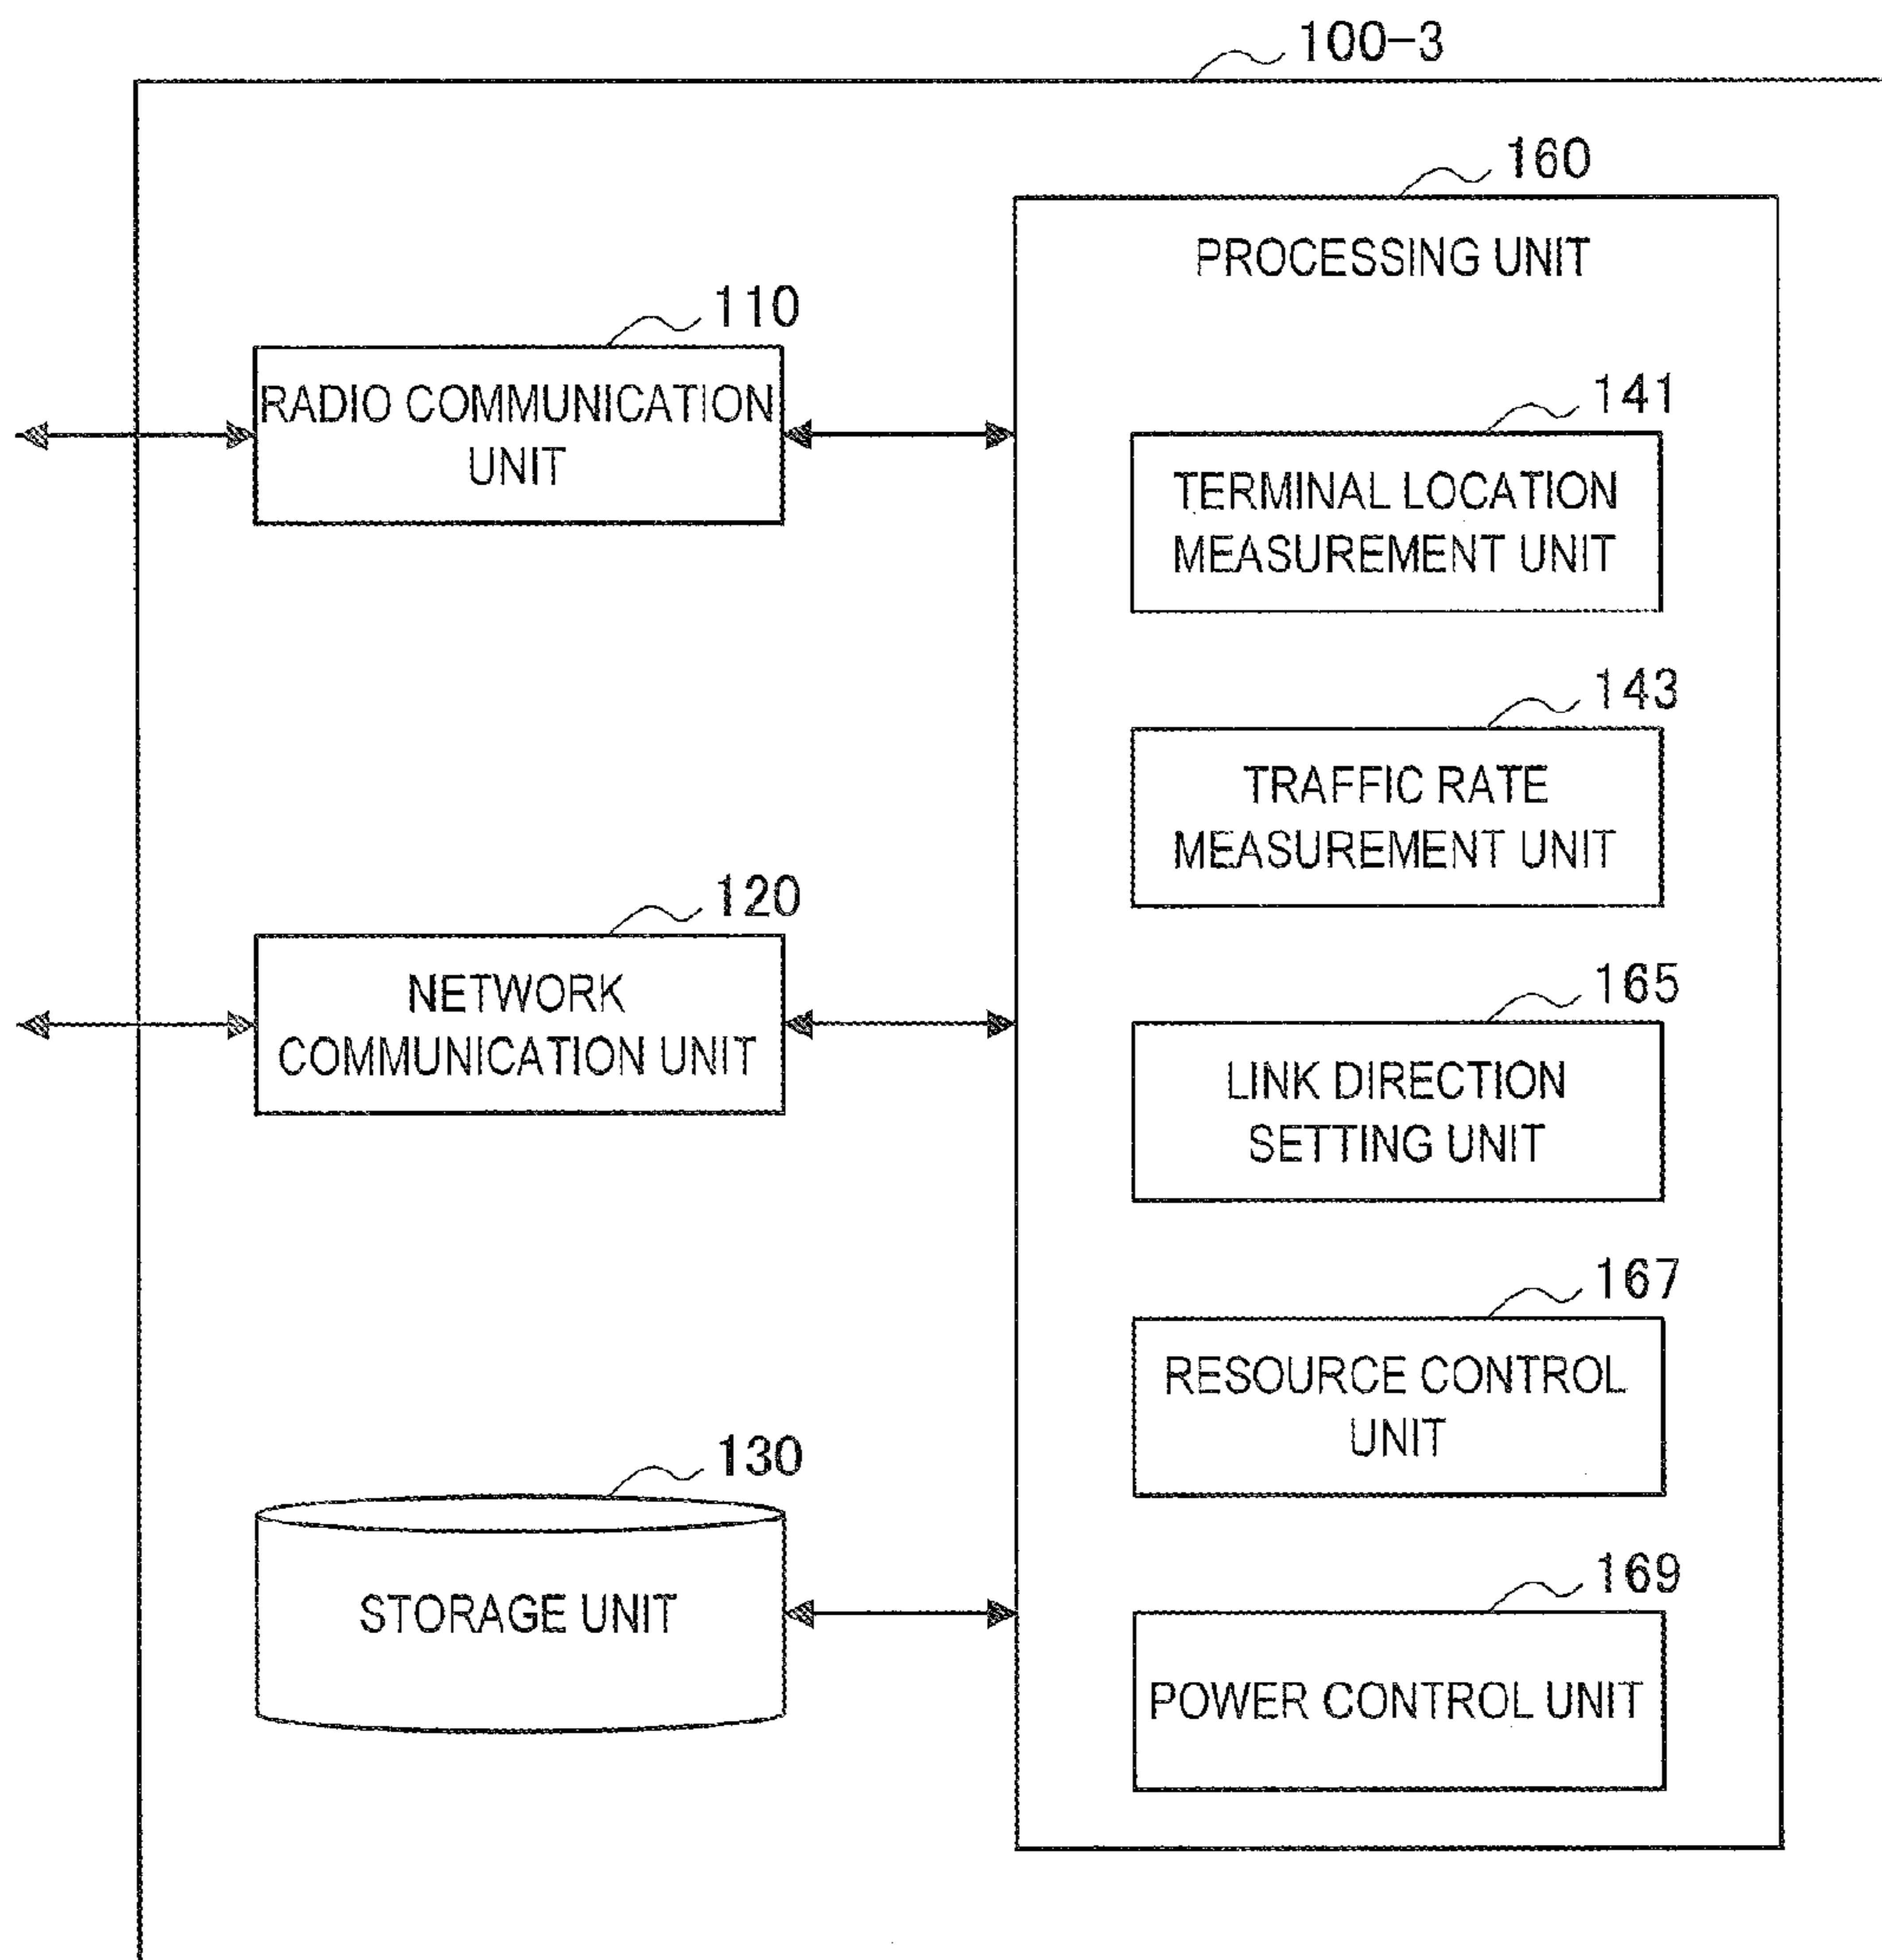 100-3
160
PROCESSING UNIT
110
RADIO COMMUNICATION
UNIT
141
TERMINAL LOCATION
MEASUREMENT UNIT
143
TRAFFIC RATE
MEASUREMENT UNIT
120
NETWORK
COMMUNICATION UNIT
165
LINK DIRECTION
SETTING UNIT
167
RESOURCE CONTROL
UNIT
130
STORAGE UNIT
169
POWER CONTROL UNIT